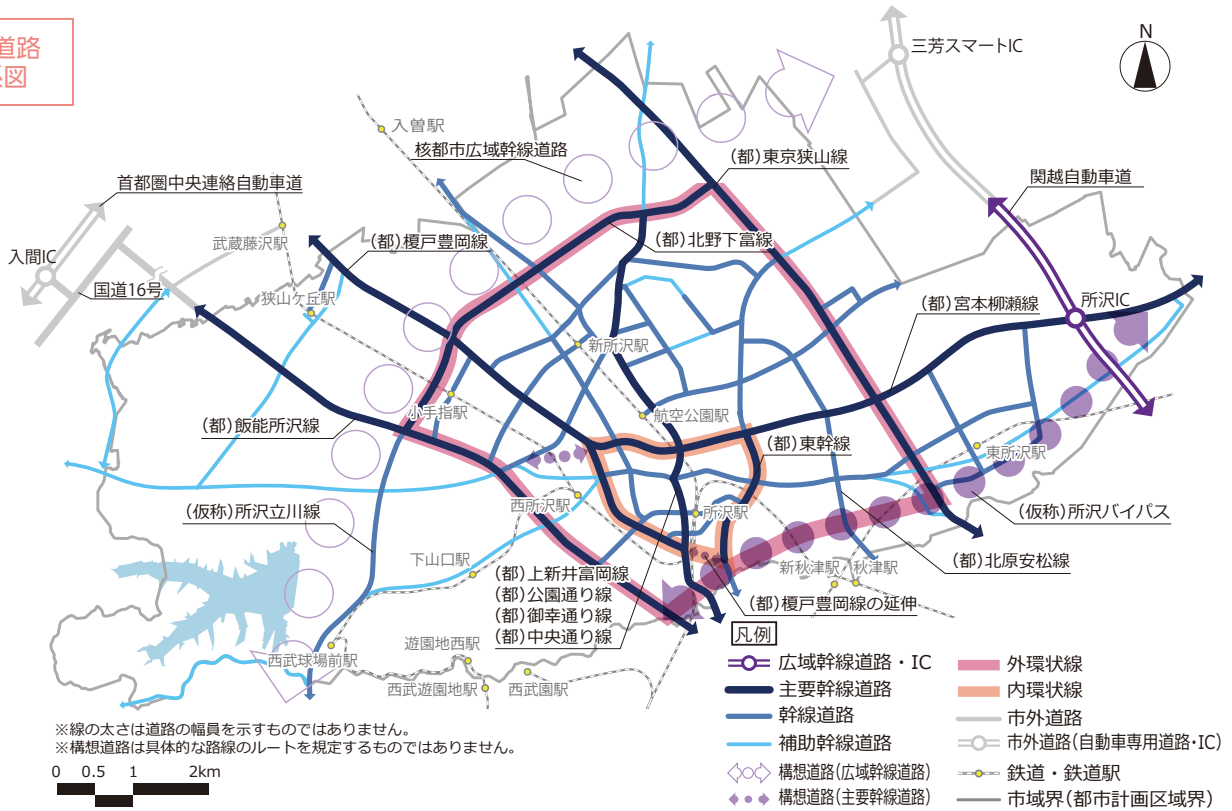 道路
図
N
三芳スマートIC
入曽駅
核都市広域幹線道路
(都)東京狭山線
首都圏中央連絡自動車道
関越自動車道
武蔵藤沢駅
(都)榎戸豊岡線
(都)北野下富線
入間IC
国道16号
狭山ケ丘駅
(都)宮本柳瀬線
所沢IC
新所沢駅
小手指駅
航空公園駅
(都)飯能所沢線
(都)東幹線
東所沢駅
西所沢駅
所沢駅
(仮称)所沢立川線
(仮称)所沢バイパス
下山口駅
新秋津駅
秋津駅
(都)北原安松線
(都)上新井富岡線
(都)公園通り線
(都)御幸通り線
(都)中央通り線
(都)榎戸豊岡線の延伸
西武球場前駅
遊園地西駅
西武遊園地駅
西武園駅
凡例
広域幹線道路・IC
主要幹線道路
幹線道路
補助幹線道路
構想道路(広域幹線道路)
構想道路(主要幹線道路)
外環状線
内環状線
市外道路
市外道路(自動車専用道路・IC)
鉄道・鉄道駅
市域界(都市計画区域界)
※線の太さは道路の幅員を示すものではありません。
※構想道路は具体的な路線のルートを規定するものではありません。
0 0.5 1 2km